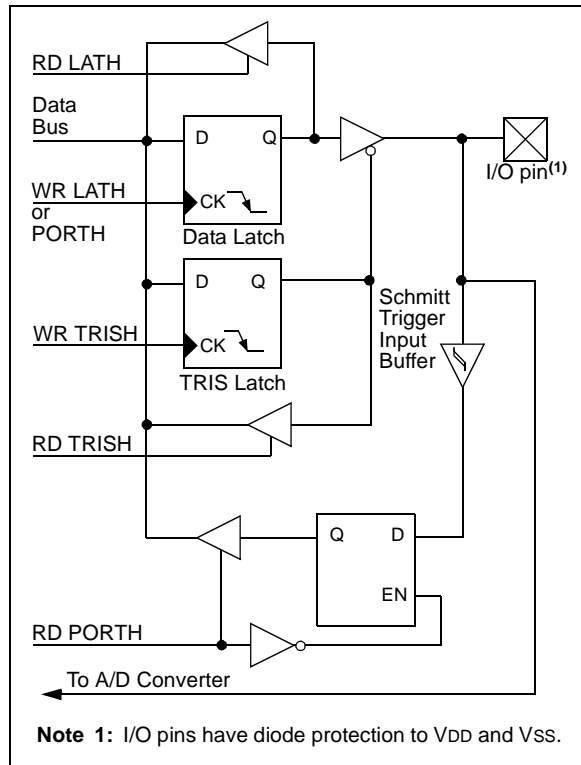 RD LATH
Data
Bus
D Q
I/O pin(1)
WR LATH
or
PORTH
CK
Data Latch
D Q
Schmitt
Trigger
Input
Buffer
WR TRISH
CK
TRIS Latch
RD TRISH
Q D
EN
RD PORTH
To A/D Converter
Note 1: I/O pins have diode protection to VDD and VSS.